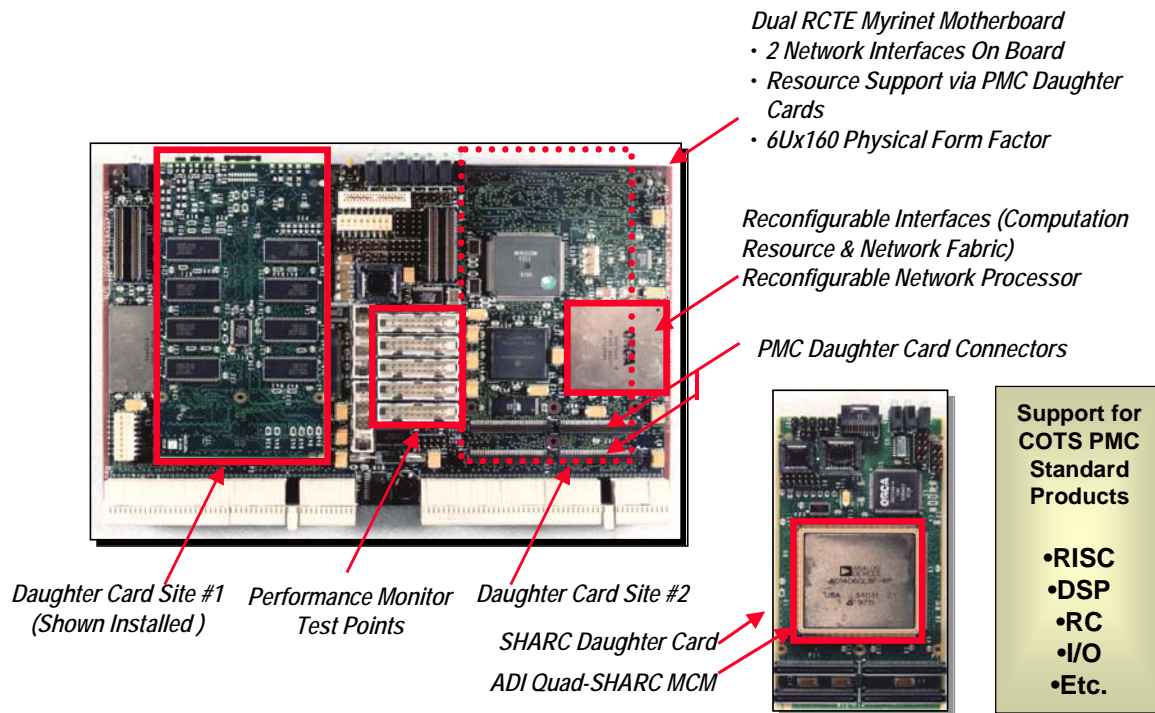 Dual RCTE Myrinet Motherboard
• 2 Network Interfaces On Board
• Resource Support via PMC Daughter
Cards
• 6Ux160 Physical Form Factor
Reconfigurable Interfaces (Computation
Resource & Network Fabric)
Reconfigurable Network Processor
PMC Daughter Card Connectors
Daughter Card Site #1
(Shown Installed )
Performance Monitor
Test Points
Daughter Card Site #2
SHARC Daughter Card
ADI Quad-SHARC MCM
ORCA
ORCA
ANALOG
DEVICES
USA
Support for
COTS PMC
Standard
Products
•RISC
•DSP
•RC
•I/O
•Etc.